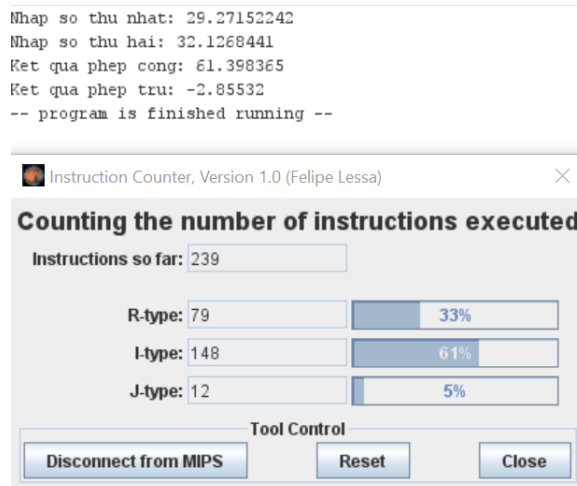 Nhap so thu nhat: 29.27152242
Nhap so thu hai: 32.1268441
Ket qua phep cong: 61.398365
Ket qua phep tru: -2.85532
-- program is finished running --
Instruction Counter, Version 1.0 (Felipe Lessa)
Counting the number of instructions executed
Instructions so far: 239
R-type: 79 33%
I-type: 148 61%
J-type: 12 5%
Tool Control
Disconnect from MIPS Reset Close